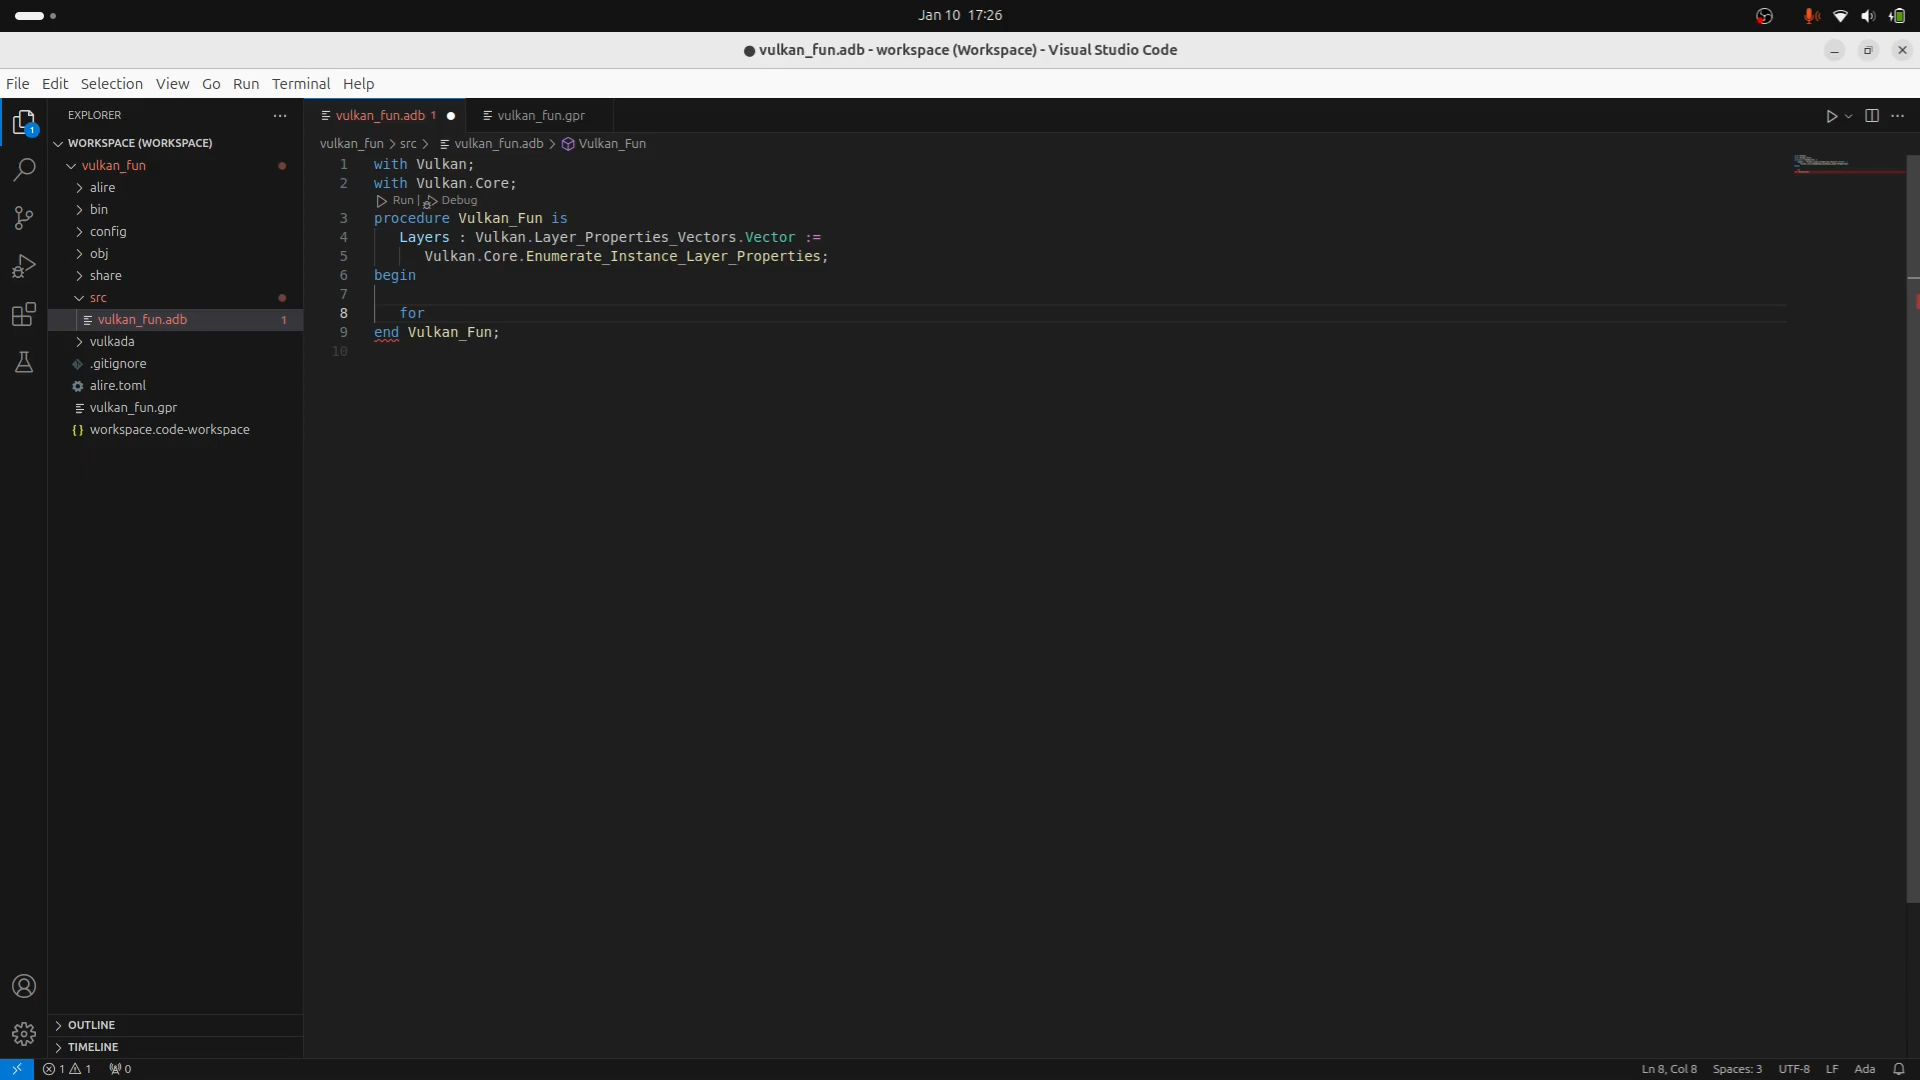 Jan 10 17:26
vulkan_fun.adb - workspace (Workspace) - Visual Studio Code
File Edit Selection View Go Run Terminal Help
EXPLORER
WORKSPACE (WORKSPACE)
vulkan_fun
alire
bin
config
obj
share
src
vulkan_fun.adb 1
vulkada
.gitignore
alire.toml
vulkan_fun.gpr
{} workspace.code-workspace
OUTLINE
TIMELINE
1
vulkan_fun.adb 1
vulkan_fun.gpr
vulkan_fun > src > vulkan_fun.adb > Vulkan_Fun
1 with Vulkan;
2 with Vulkan.Core;
Run | Debug
3 procedure Vulkan_Fun is
4 Layers : Vulkan.Layer_Properties_Vectors.Vector :=
5 Vulkan.Core.Enumerate_Instance_Layer_Properties;
6 begin
7
8 for
9 end Vulkan_Fun;
10
1 1 0
Ln 8, Col 8 Spaces: 3 UTF-8 LF Ada